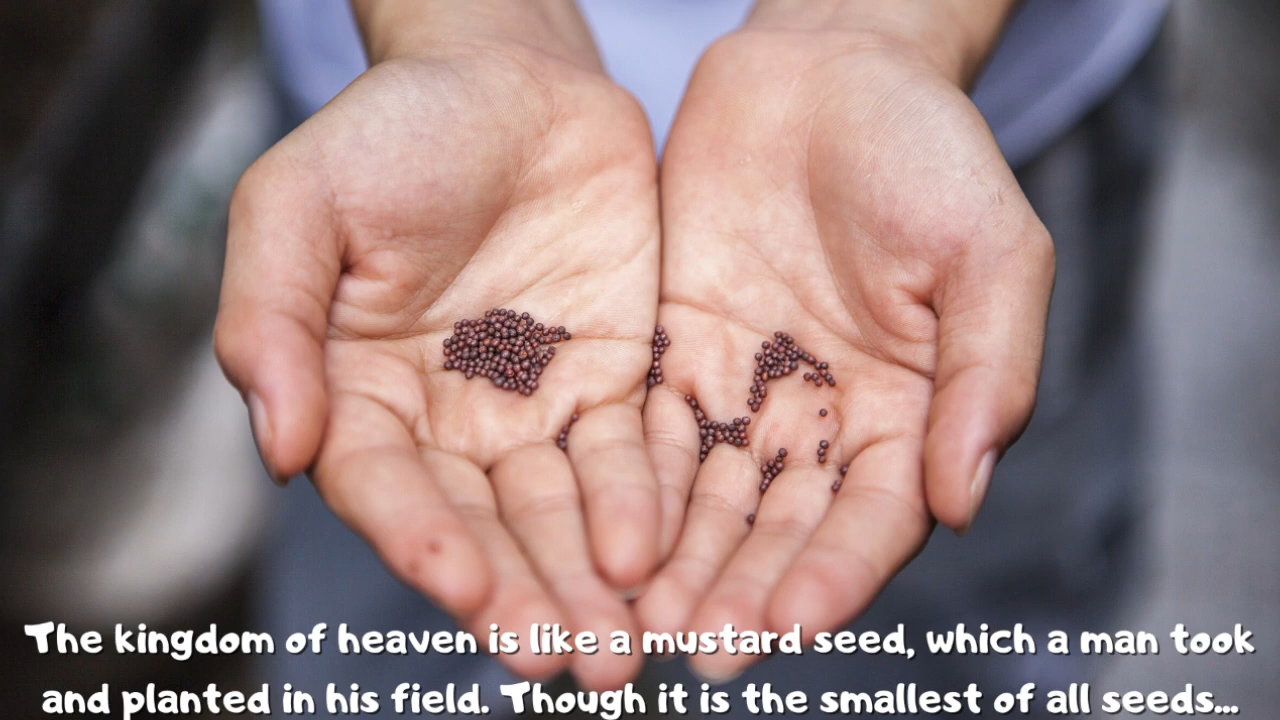 The kingdom of heaven is like a mustard seed, which a man took
and planted in his field. Though it is the smallest of all seeds...